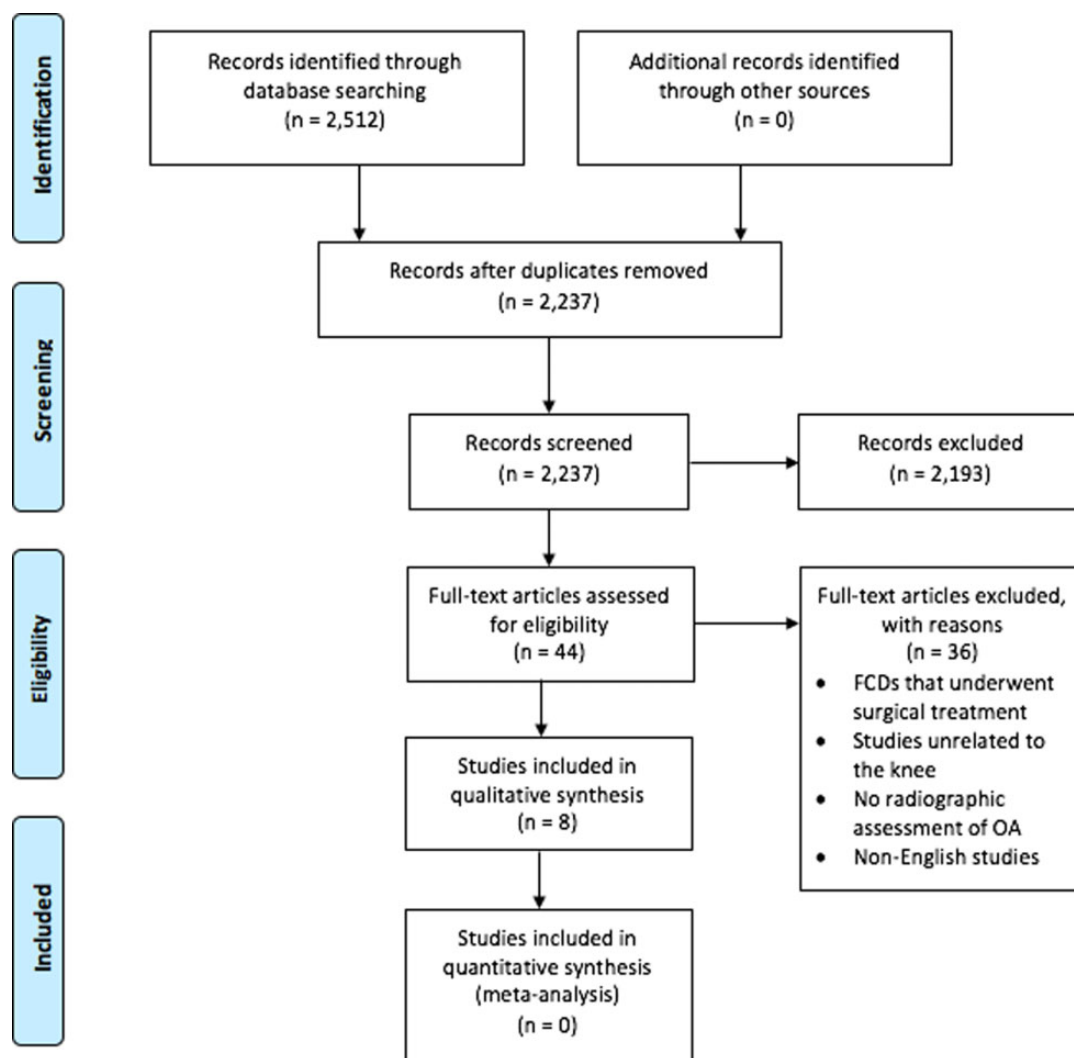 Identification
Records identified through
database searching
(n = 2,512)
Additional records identified
through other sources
(n = 0)
Records after duplicates removed
(n = 2,237)
Screening
Records screened
(n = 2,237)
Records excluded
(n = 2,193)
Eligibility
Full-text articles assessed
for eligibility
(n = 44)
Full-text articles excluded,
with reasons
(n = 36)
• FCDs that underwent
surgical treatment
• Studies unrelated to
the knee
• No radiographic
assessment of OA
• Non-English studies
Studies included in
qualitative synthesis
(n = 8)
Included
Studies included in
quantitative synthesis
(meta-analysis)
(n = 0)